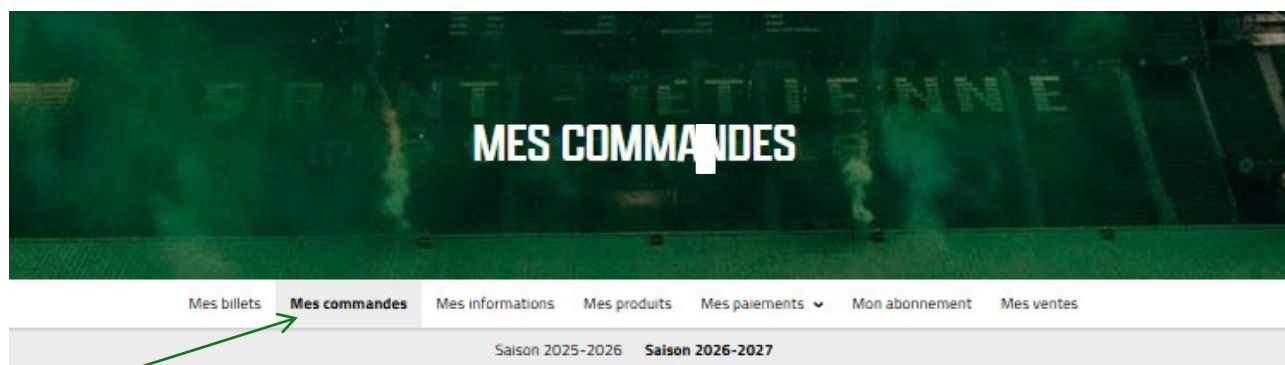 SAINT-ETIENNE
MES COMMANDES
Mes billets Mes commandes Mes informations Mes produits Mes paiements Mon abonnement Mes ventes
Saison 2025-2026 Saison 2026-2027